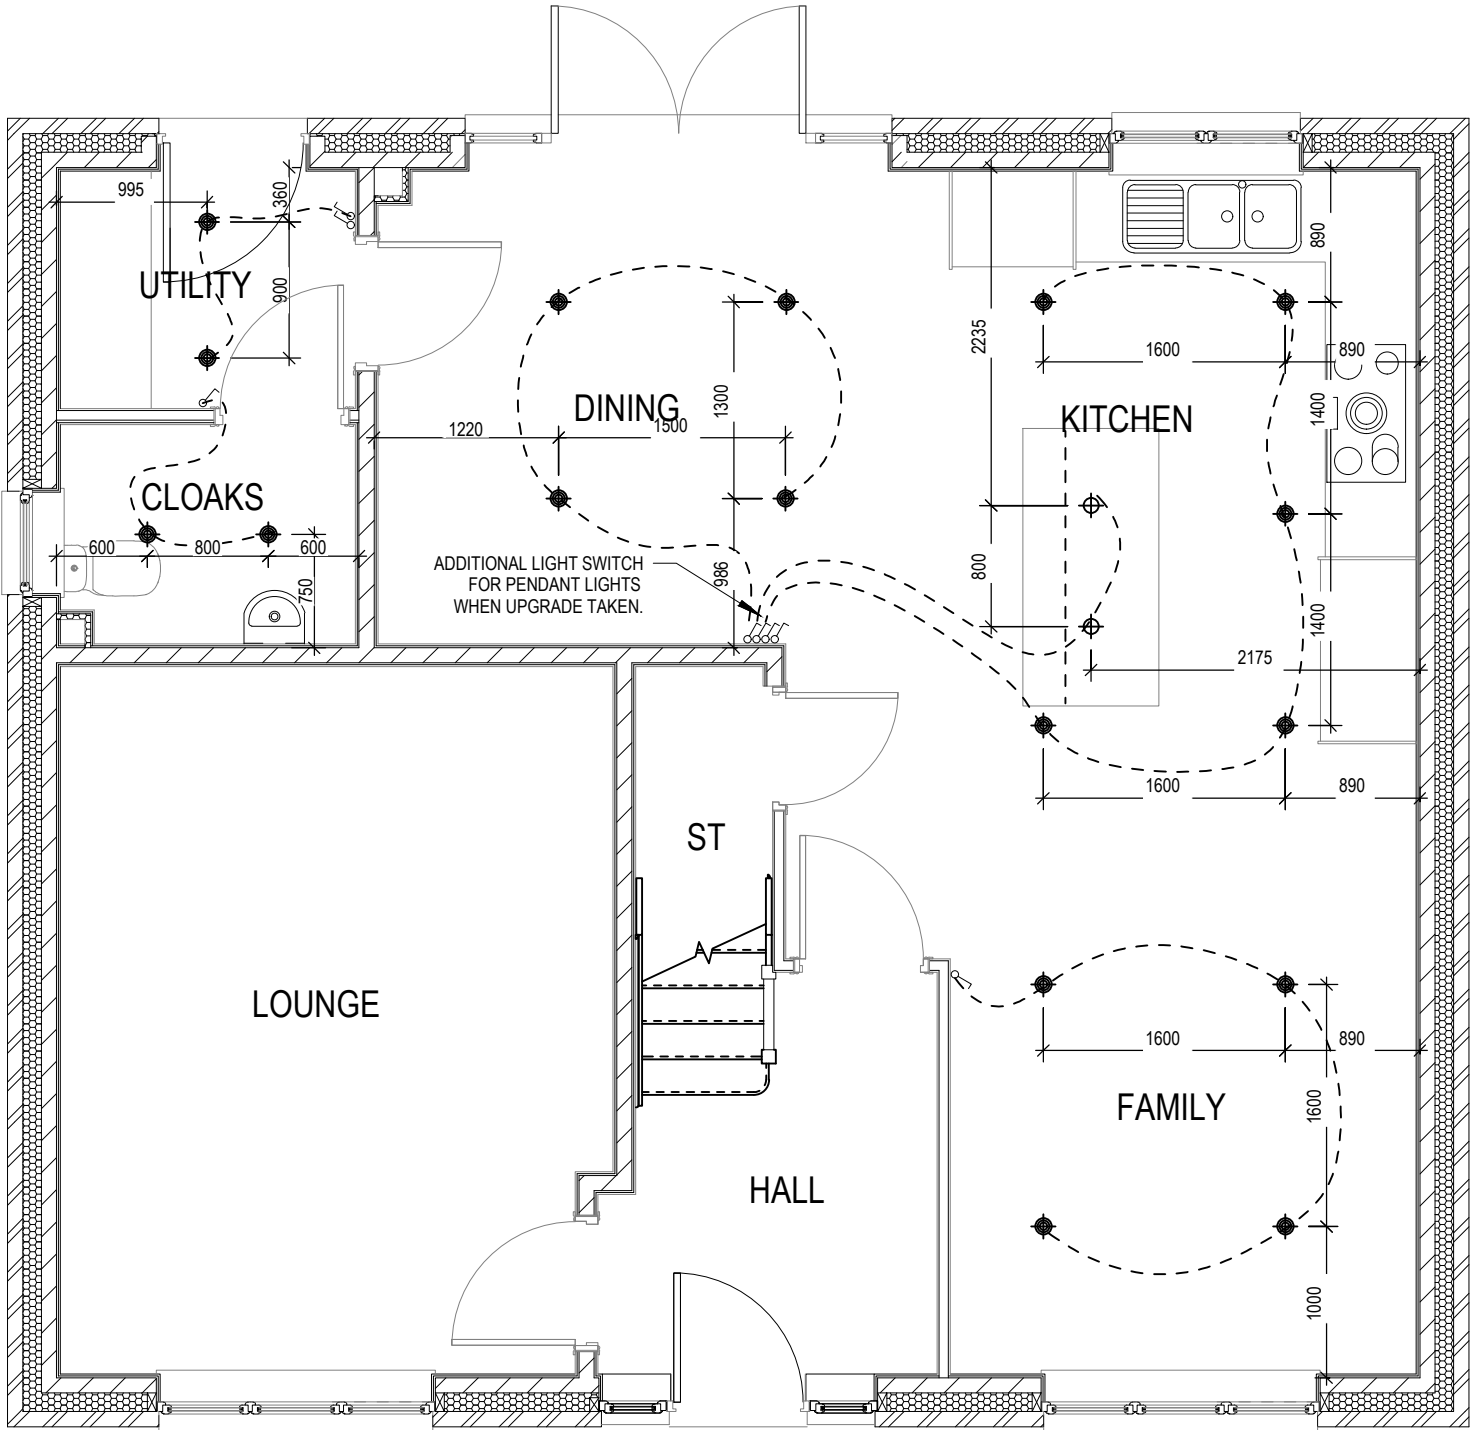 995
360
UTILITY
900
890
2235
1600
890
DINING
1300
1220
1500
KITCHEN
1400
CLOAKS
600
800
600
750
ADDITIONAL LIGHT SWITCH
FOR PENDANT LIGHTS
WHEN UPGRADE TAKEN.
986
800
1400
2175
1600
890
ST
LOUNGE
1600
890
FAMILY
1600
HALL
1000